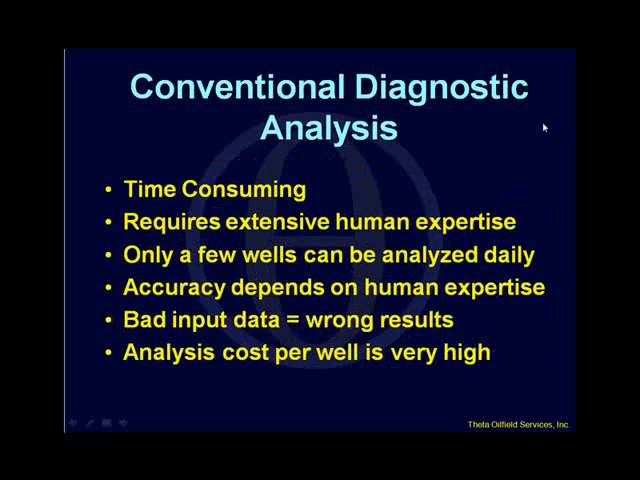 Conventional Diagnostic
Analysis
• Time Consuming
• Requires extensive human expertise
• Only a few wells can be analyzed daily
• Accuracy depends on human expertise
• Bad input data = wrong results
• Analysis cost per well is very high
Theta Oilfield Services, Inc.